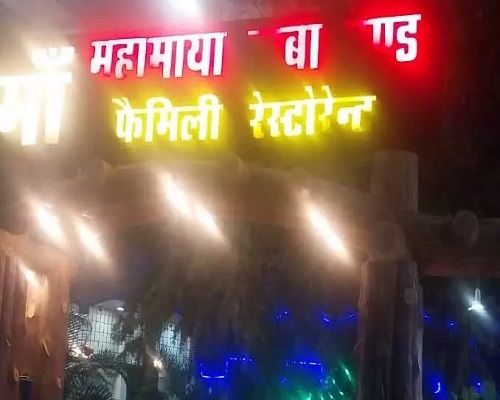 माँ
महामाया बा ण्ड
फैमिली रेस्टोरेन्ट